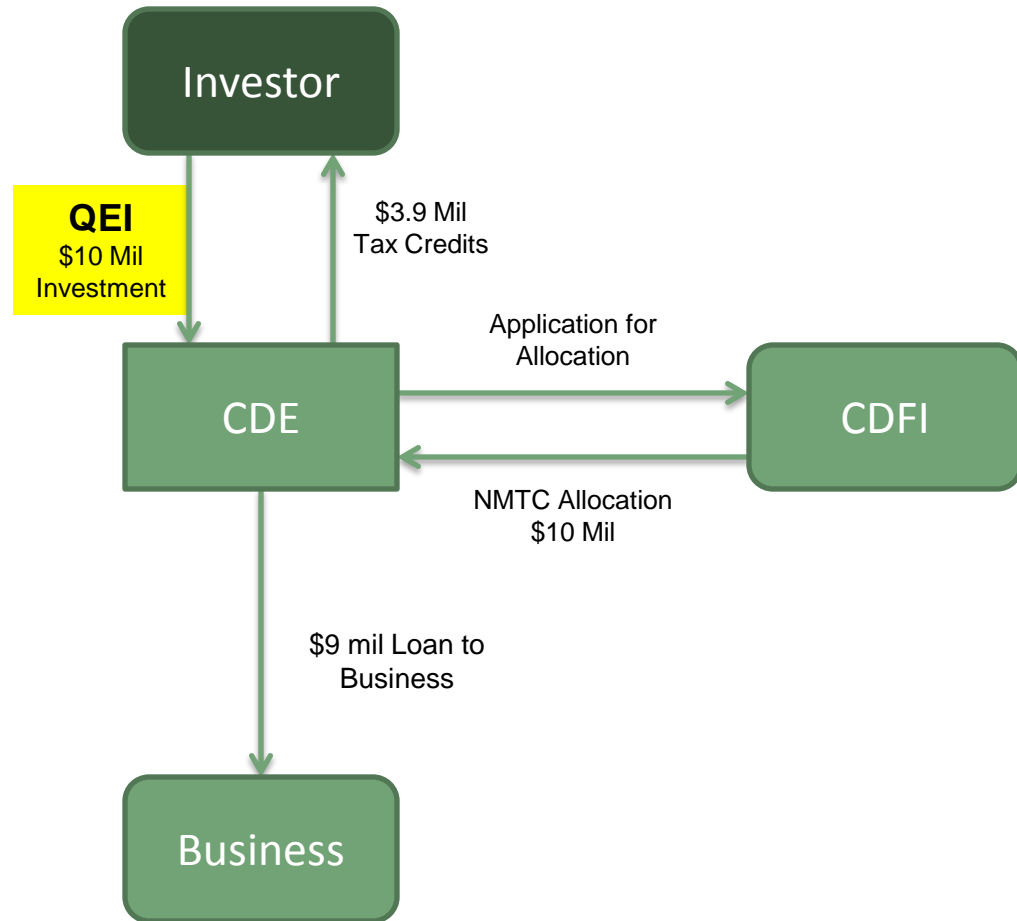 Investor
QEI
$10 Mil
Investment
$3.9 Mil
Tax Credits
Application for
Allocation
CDE
CDFI
NMTC Allocation
$10 Mil
$9 mil Loan to
Business
Business